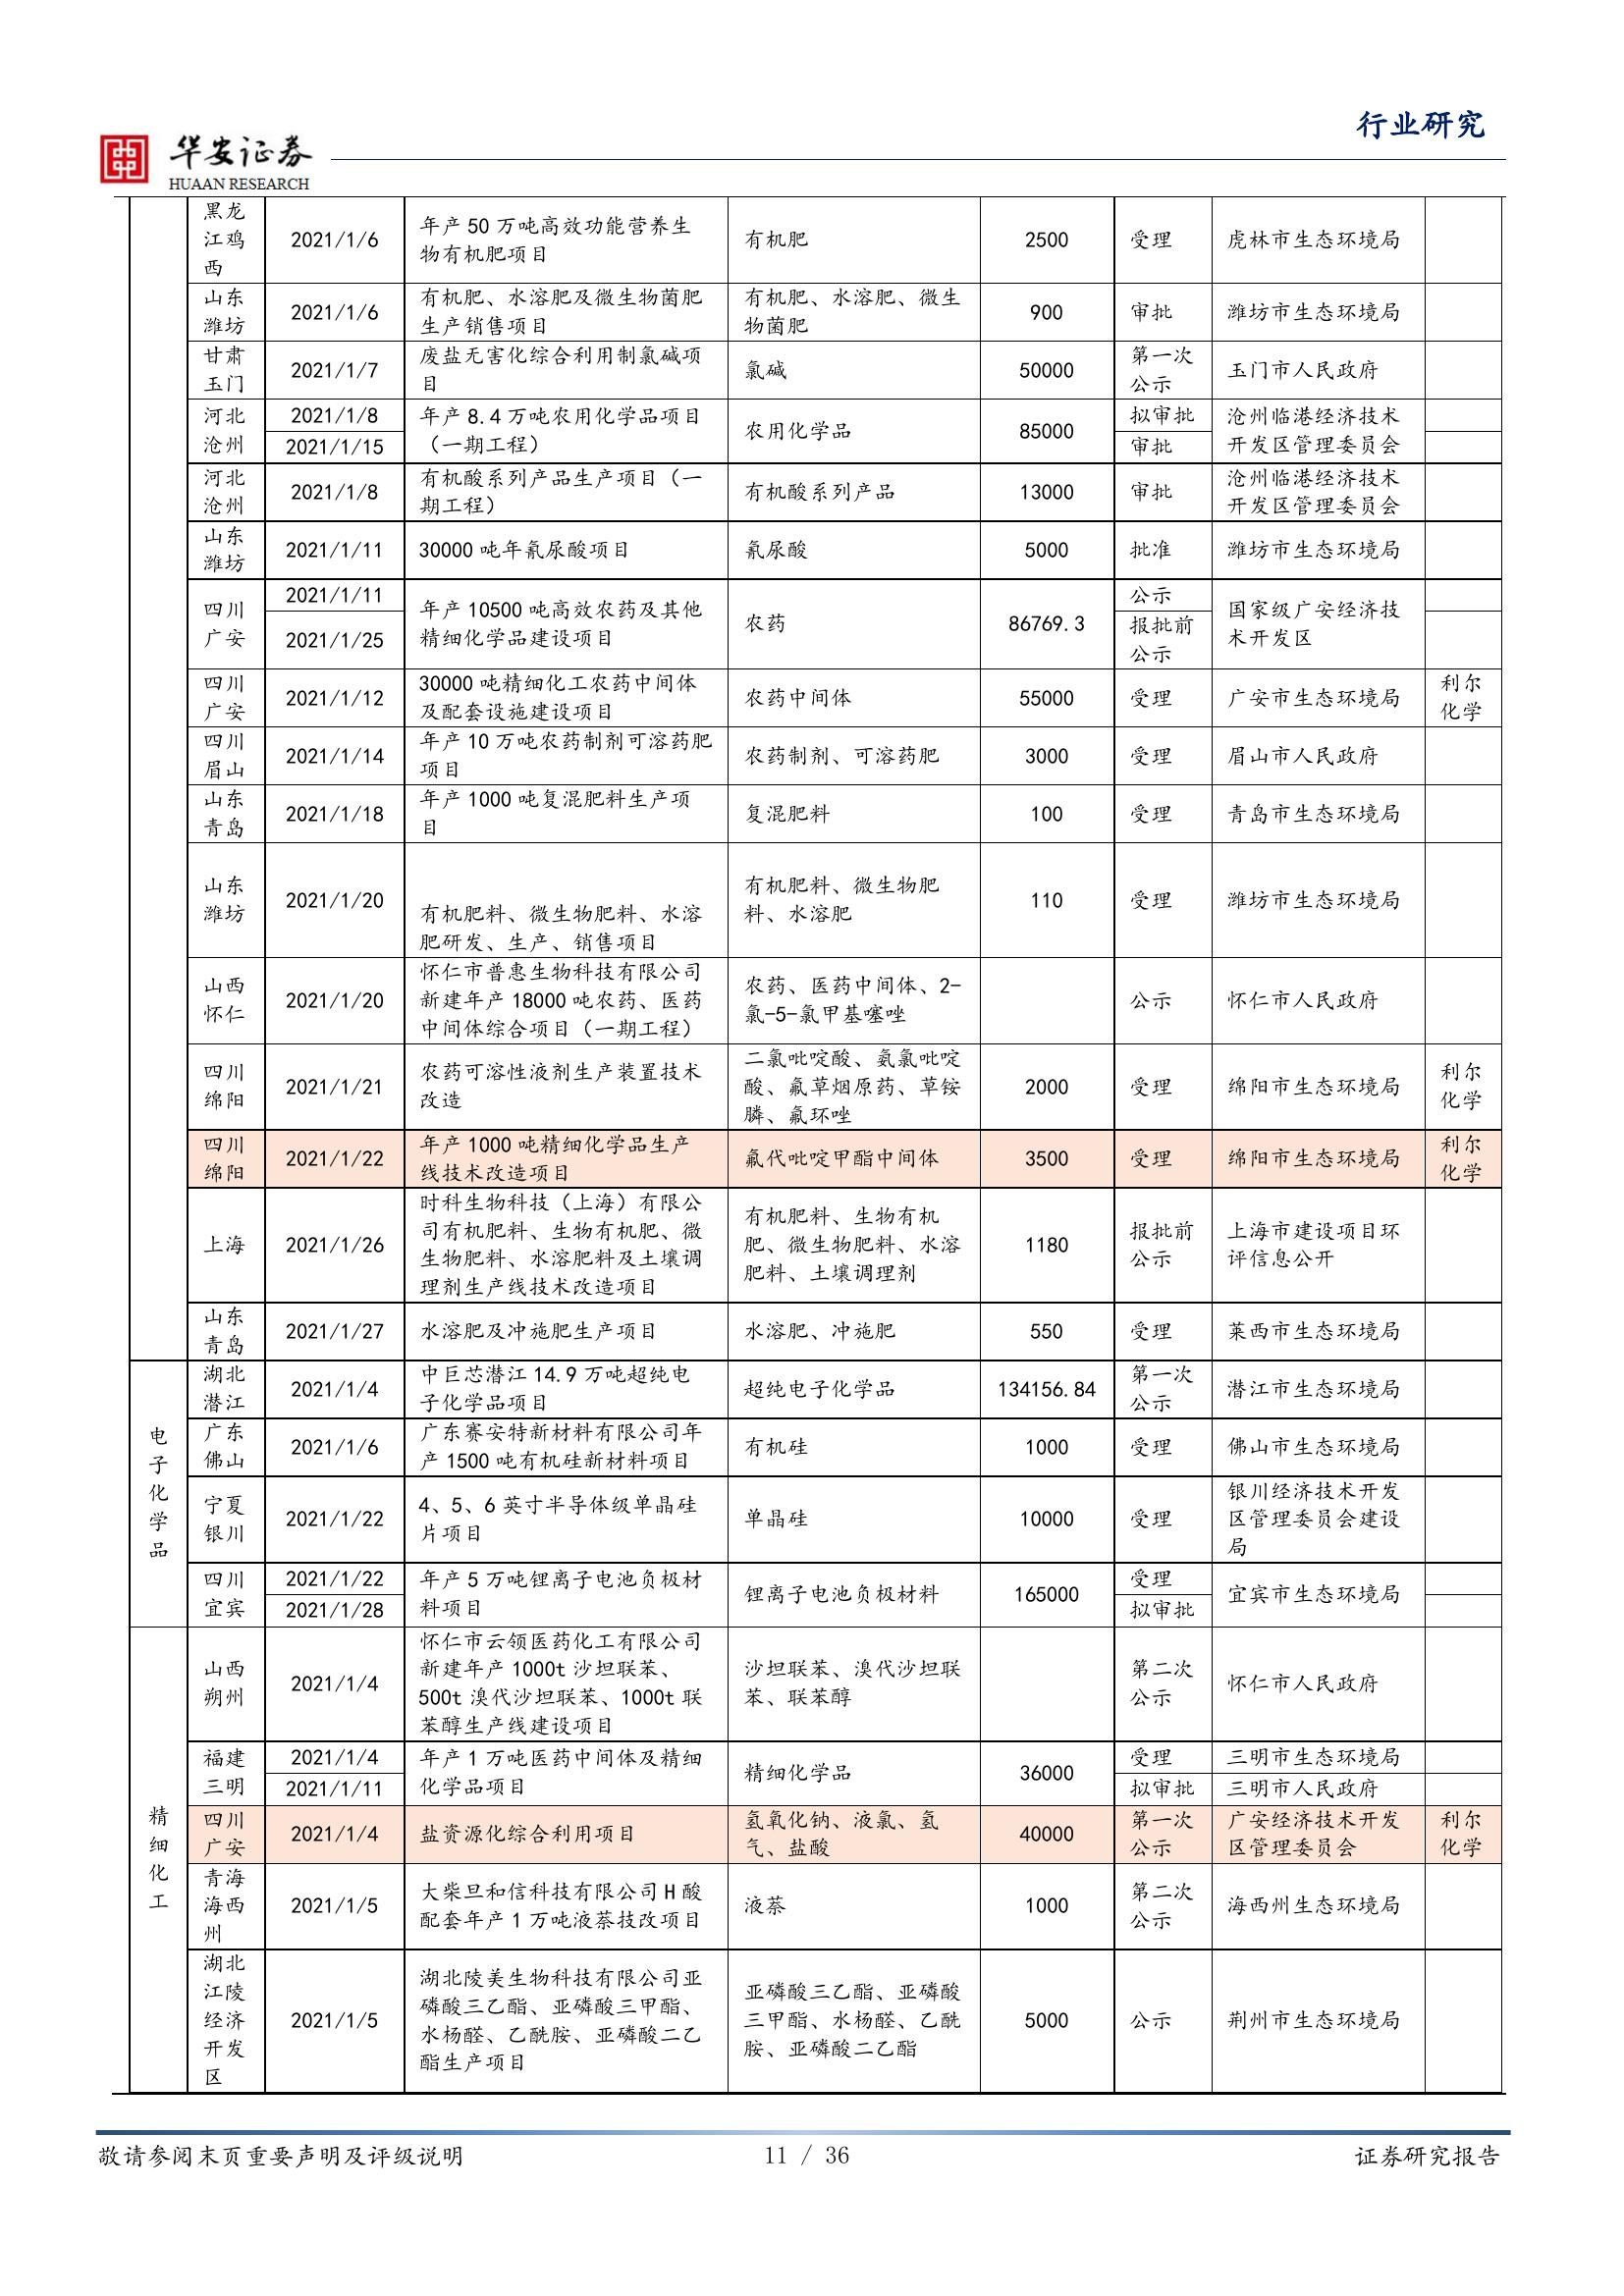 行业研究
华安证券
HUAAN RESEARCH
黑龙
江鸡
西
2021/1/6
年产 50 万吨高效功能营养生
物有机肥项目
有机肥
2500
受理
虎林市生态环境局
山东
潍坊
2021/1/6
有机肥、水溶肥及微生物菌肥
生产销售项目
有机肥、水溶肥、微生
物菌肥
900
审批
潍坊市生态环境局
甘肃
玉门
2021/1/7
废盐无害化综合利用制氯碱项
目
氯碱
50000
第一次
公示
玉门市人民政府
河北
沧州
2021/1/8
2021/1/15
年产 8.4 万吨农用化学品项目
（一期工程）
农用化学品
85000
拟审批
审批
沧州临港经济技术
开发区管理委员会
河北
沧州
2021/1/8
有机酸系列产品生产项目（一
期工程）
有机酸系列产品
13000
审批
沧州临港经济技术
开发区管理委员会
山东
潍坊
2021/1/11
30000 吨年氰尿酸项目
氰尿酸
5000
批准
潍坊市生态环境局
四川
广安
2021/1/11
2021/1/25
年产 10500 吨高效农药及其他
精细化学品建设项目
农药
86769.3
公示
报批前
公示
国家级广安经济技
术开发区
四川
广安
2021/1/12
30000 吨精细化工农药中间体
及配套设施建设项目
农药中间体
55000
受理
广安市生态环境局
利尔
化学
四川
眉山
2021/1/14
年产 10 万吨农药制剂可溶药肥
项目
农药制剂、可溶药肥
3000
受理
眉山市人民政府
山东
青岛
2021/1/18
年产 1000 吨复混肥料生产项
目
复混肥料
100
受理
青岛市生态环境局
山东
潍坊
2021/1/20
有机肥料、微生物肥料、水溶
肥研发、生产、销售项目
有机肥料、微生物肥
料、水溶肥
110
受理
潍坊市生态环境局
山西
怀仁
2021/1/20
怀仁市普惠生物科技有限公司
新建年产 18000 吨农药、医药
中间体综合项目（一期工程）
农药、医药中间体、2-
氯-5-氯甲基噻唑
公示
怀仁市人民政府
四川
绵阳
2021/1/21
农药可溶性液剂生产装置技术
改造
二氯吡啶酸、氨氯吡啶
酸、氟草烟原药、草铵
膦、氟环唑
2000
受理
绵阳市生态环境局
利尔
化学
四川
绵阳
2021/1/22
年产 1000 吨精细化学品生产
线技术改造项目
氟代吡啶甲酯中间体
3500
受理
绵阳市生态环境局
利尔
化学
上海
2021/1/26
时科生物科技（上海）有限公
司有机肥料、生物有机肥、微
生物肥料、水溶肥料及土壤调
理剂生产线技术改造项目
有机肥料、生物有机
肥、微生物肥料、水溶
肥料、土壤调理剂
1180
报批前
公示
上海市建设项目环
评信息公开
山东
青岛
2021/1/27
水溶肥及冲施肥生产项目
水溶肥、冲施肥
550
受理
莱西市生态环境局
电
子
化
学
品
湖北
潜江
2021/1/4
中巨芯潜江 14.9 万吨超纯电
子化学品项目
超纯电子化学品
134156.84
第一次
公示
潜江市生态环境局
广东
佛山
2021/1/6
广东赛安特新材料有限公司年
产 1500 吨有机硅新材料项目
有机硅
1000
受理
佛山市生态环境局
宁夏
银川
2021/1/22
4、5、6 英寸半导体级单晶硅
片项目
单晶硅
10000
受理
银川经济技术开发
区管理委员会建设
局
四川
宜宾
2021/1/22
2021/1/28
年产 5 万吨锂离子电池负极材
料项目
锂离子电池负极材料
165000
受理
拟审批
宜宾市生态环境局
精
细
化
工
山西
朔州
2021/1/4
怀仁市云领医药化工有限公司
新建年产 1000t 沙坦联苯、
500t 溴代沙坦联苯、1000t 联
苯醇生产线建设项目
沙坦联苯、溴代沙坦联
苯、联苯醇
第二次
公示
怀仁市人民政府
福建
三明
2021/1/4
2021/1/11
年产 1 万吨医药中间体及精细
化学品项目
精细化学品
36000
受理
拟审批
三明市生态环境局
三明市人民政府
四川
广安
2021/1/4
盐资源化综合利用项目
氢氧化钠、液氯、氢
气、盐酸
40000
第一次
公示
广安经济技术开发
区管理委员会
利尔
化学
青海
海西
州
2021/1/5
大柴旦和信科技有限公司 H 酸
配套年产 1 万吨液萘技改项目
液萘
1000
第二次
公示
海西州生态环境局
湖北
江陵
经济
开发
区
2021/1/5
湖北陵美生物科技有限公司亚
磷酸三乙酯、亚磷酸三甲酯、
水杨醛、乙酰胺、亚磷酸二乙
酯生产项目
亚磷酸三乙酯、亚磷酸
三甲酯、水杨醛、乙酰
胺、亚磷酸二乙酯
5000
公示
荆州市生态环境局
敬请参阅末页重要声明及评级说明
11 / 36
证券研究报告